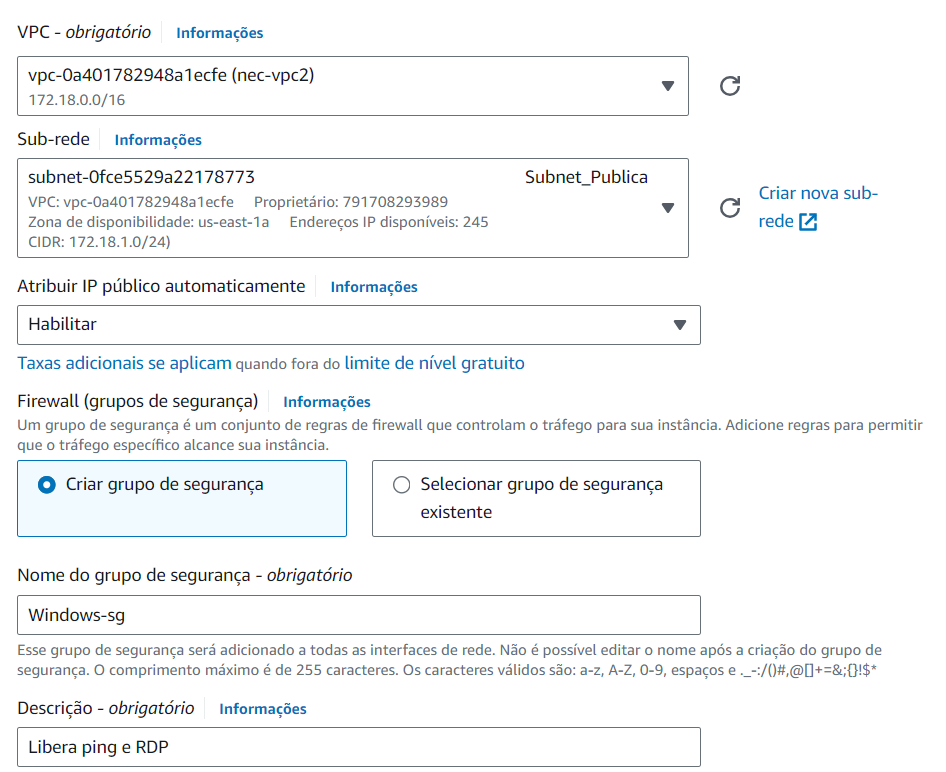 VPC - obrigatório Informações
vpc-0a401782948a1ecfe (nec-vpc2)
172.18.0.0/16
Sub-rede Informações
subnet-0fce5529a22178773 Subnet_Publica
VPC: vpc-0a401782948a1ecfe Proprietário: 791708293989
Zona de disponibilidade: us-east-1a Endereços IP disponíveis: 245
CIDR: 172.18.1.0/24)
Criar nova sub-
rede
Atribuir IP público automaticamente Informações
Habilitar
Taxas adicionais se aplicam quando fora do limite de nível gratuito
Firewall (grupos de segurança) Informações
Um grupo de segurança é um conjunto de regras de firewall que controlam o tráfego para sua instância. Adicione regras para permitir
que o tráfego específico alcance sua instância.
Criar grupo de segurança
Selecionar grupo de segurança
existente
Nome do grupo de segurança - obrigatório
Windows-sg
Esse grupo de segurança será adicionado a todas as interfaces de rede. Não é possível editar o nome após a criação do grupo de
segurança. O comprimento máximo é de 255 caracteres. Os caracteres válidos são: a-z, A-Z, 0-9, espaços e ._-:/()#,@[]+=&;{}!$*
Descrição - obrigatório Informações
Libera ping e RDP